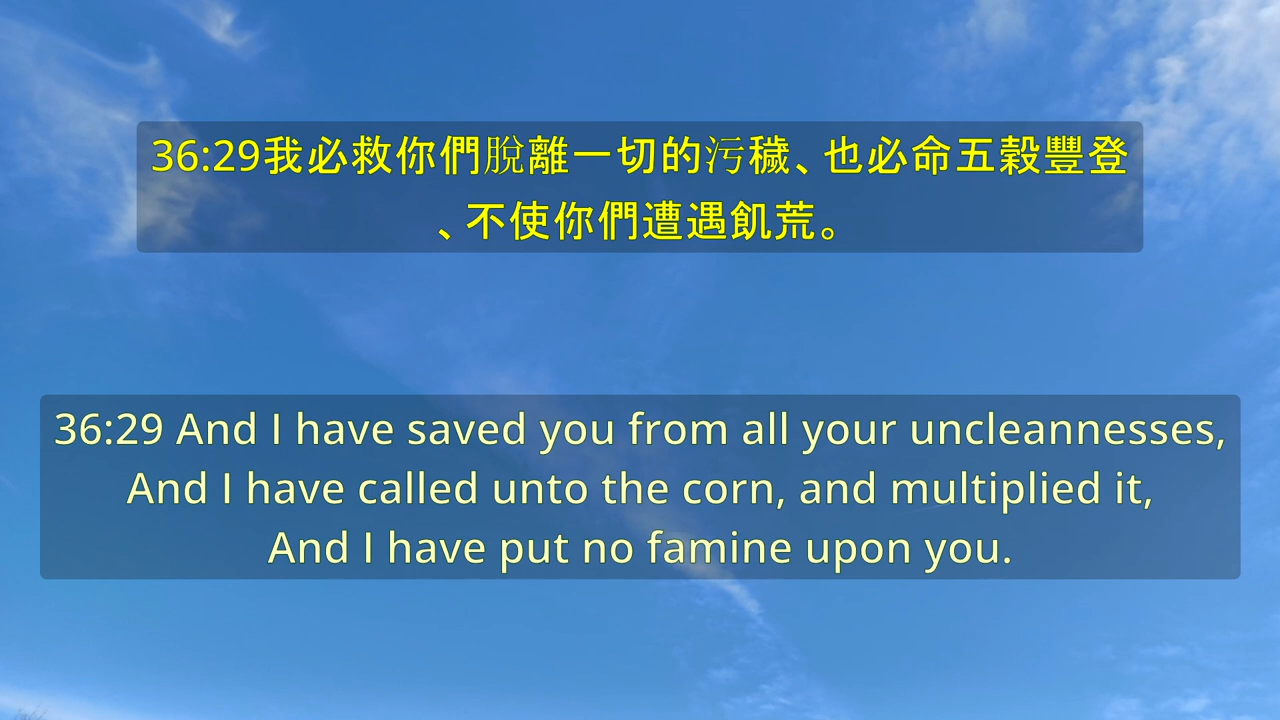 36:29我必救你們脫離一切的污穢、也必命五穀豐登
、不使你們遭遇飢荒。
36:29 And I have saved you from all your uncleannesses,
And I have called unto the corn, and multiplied it,
And I have put no famine upon you.